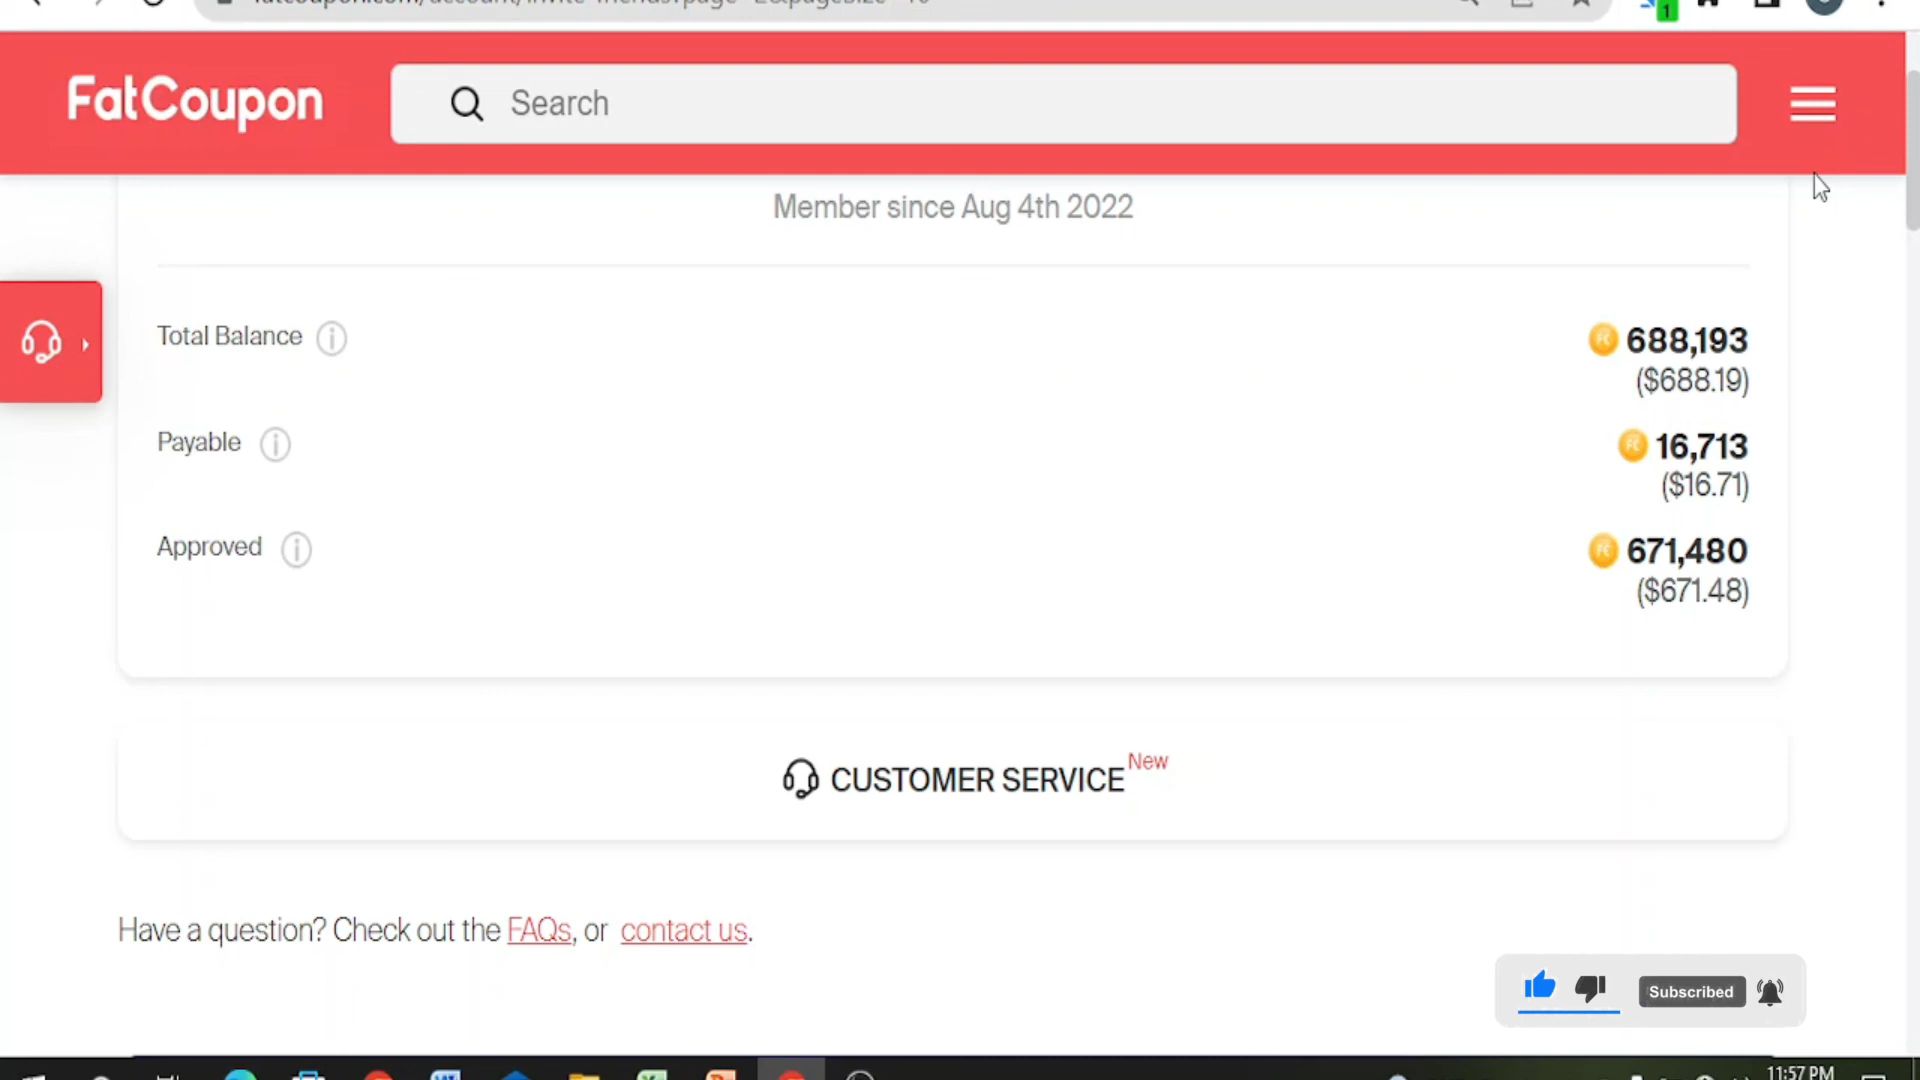 FatCoupon
Search
Member since Aug 4th 2022
Total Balance
688,193
($688.19)
Payable
16,713
($16.71)
Approved
671,480
($671.48)
CUSTOMER SERVICE New
Have a question? Check out the FAQs, or contact us.
Subscribed
11:57 PM
1